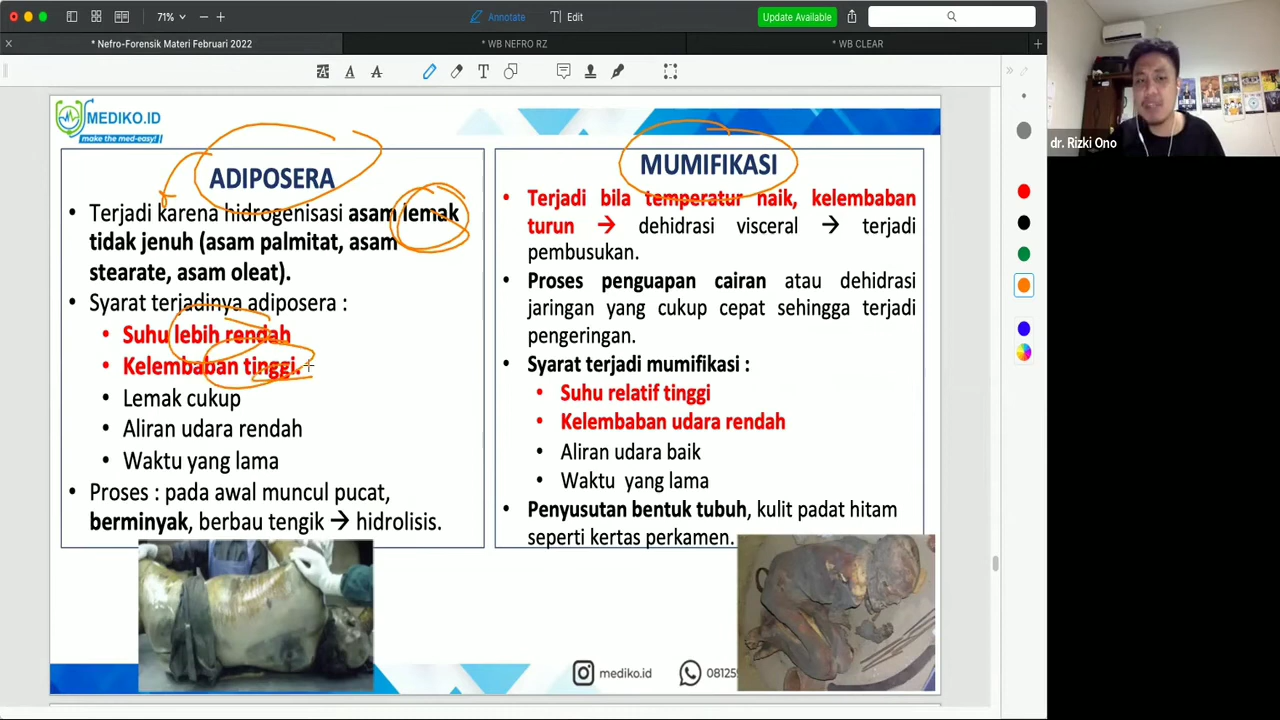 71%
Annotate
Edit
Update Available
* Nefro-Forensik Materi Februari 2022
* WB NEFRO RZ
* WB CLEAR
MEDIKO.ID
make the med-easy!
ADIPOSERA
• Terjadi karena hidrogenisasi asam lemak
tidak jenuh (asam palmitat, asam
stearate, asam oleat).
• Syarat terjadinya adiposera :
• Suhu lebih rendah
• Kelembaban tinggi.
• Lemak cukup
• Aliran udara rendah
• Waktu yang lama
• Proses : pada awal muncul pucat,
berminyak, berbau tengik → hidrolisis.
MUMIFIKASI
• Terjadi bila temperatur naik, kelembaban
turun → dehidrasi visceral → terjadi
pembusukan.
• Proses penguapan cairan atau dehidrasi
jaringan yang cukup cepat sehingga terjadi
pengeringan.
• Syarat terjadi mumifikasi :
• Suhu relatif tinggi
• Kelembaban udara rendah
• Aliran udara baik
• Waktu yang lama
• Penyusutan bentuk tubuh, kulit padat hitam
seperti kertas perkamen.
mediko.id
08125
dr. Rizki Ono